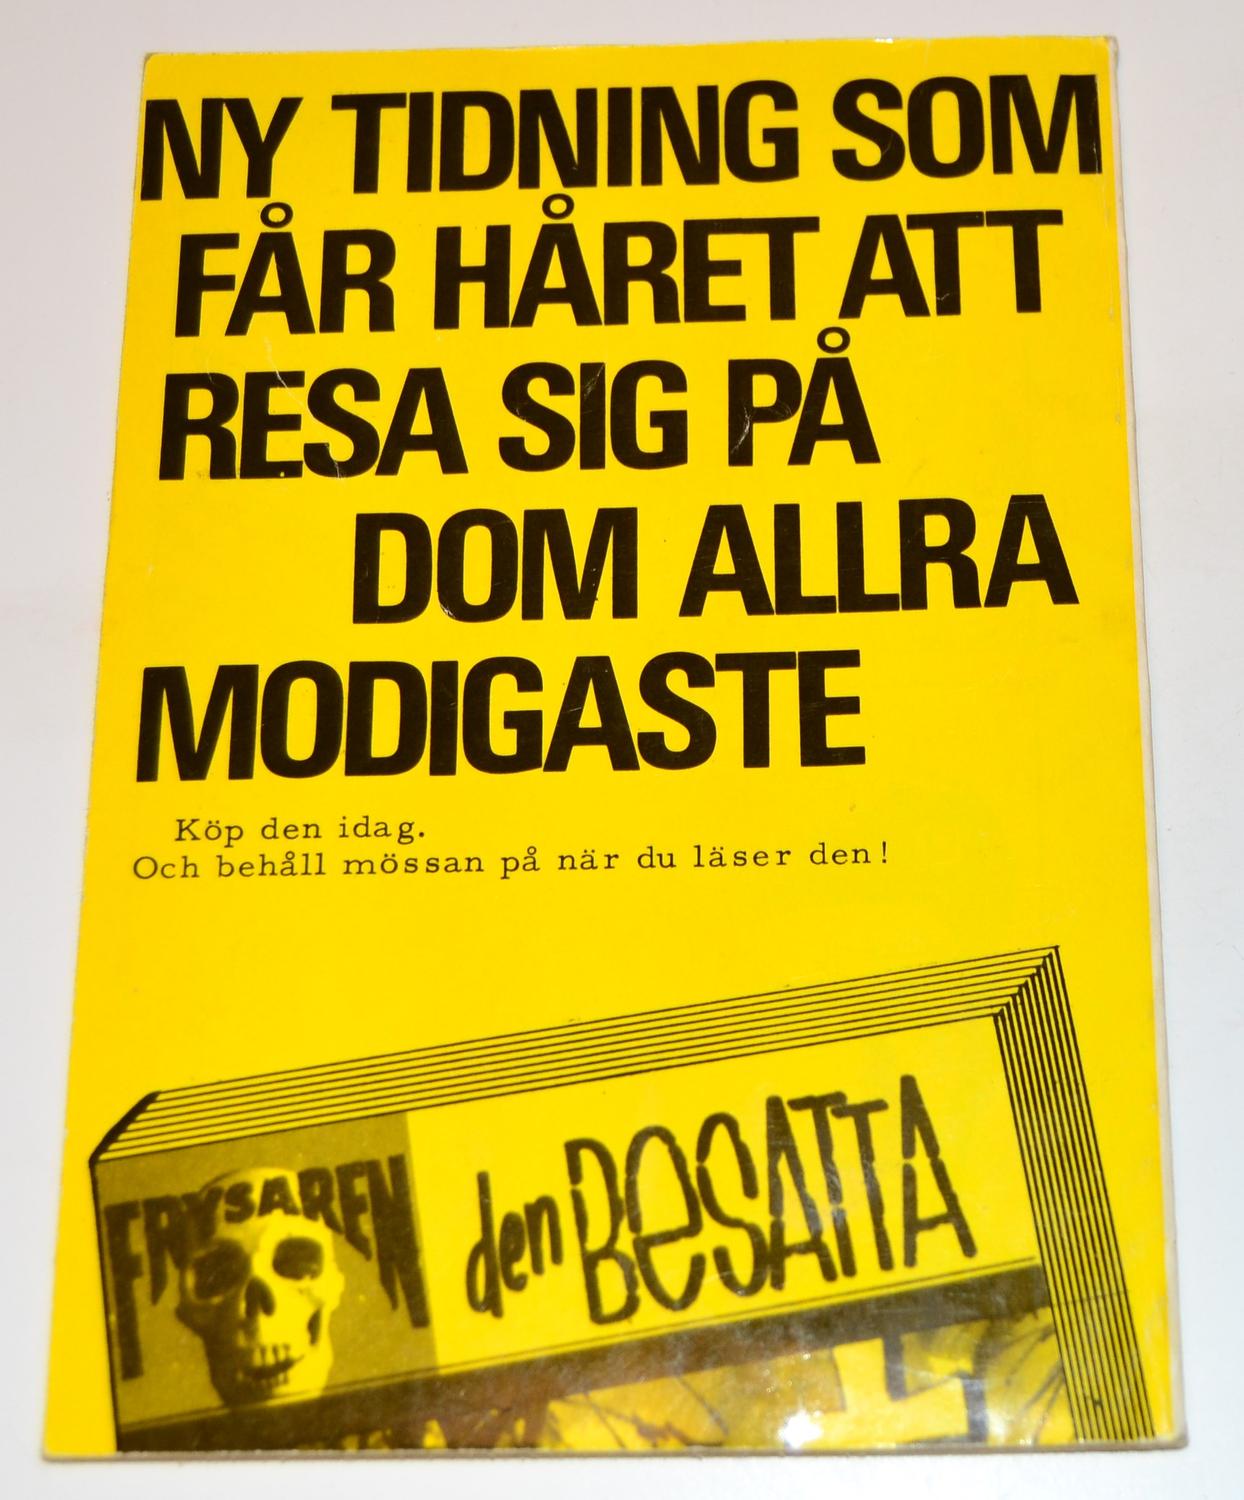 NY TIDNING SOM
FÅR HÅRET ATT
RESA SIG PÅ
DOM ALLRA
MODIGASTE
Köp den idag.
Och behåll mössan på när du läser den!
FRYSAREN
den BESATTA